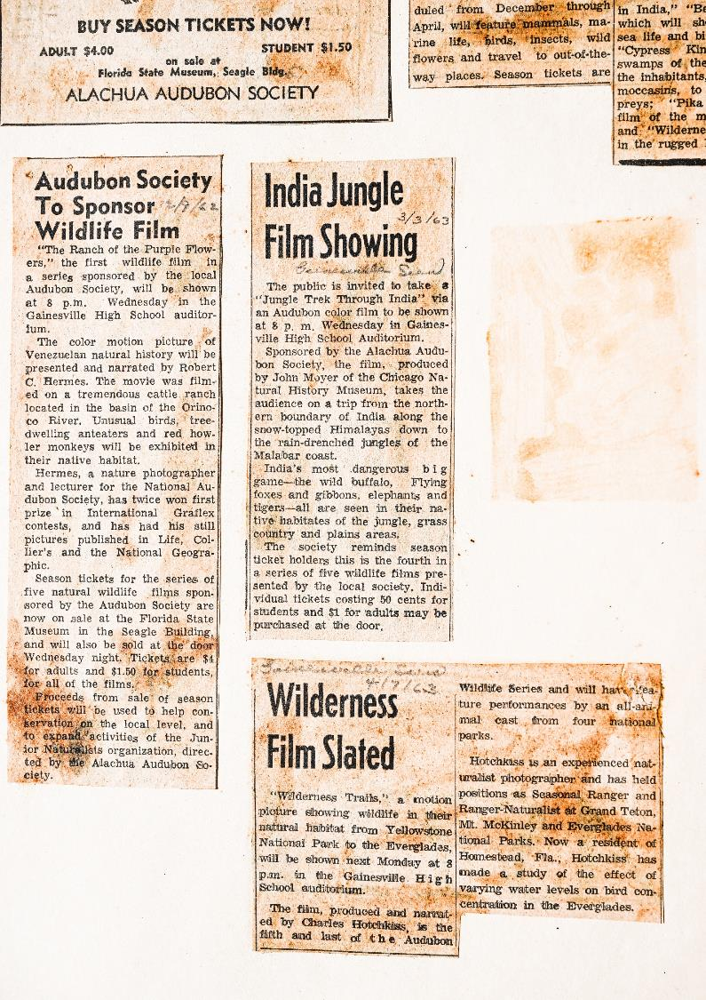 BUY SEASON TICKETS NOW!
ADULT $4.00
STUDENT $1.50
on sale at
Florida State Museum, Seagle Bldg.
ALACHUA AUDUBON SOCIETY
duled from December through
April, will feature mammals, ma-
rine life, birds, insects, wild
flowers and travel to out-of-the-
way places. Season tickets are
in India," "Be
which will sh
sea life and bi
"Cypress Kin
swamps of the
the inhabitants,
moccasins, to
preys; "Pika
film of the m
and "Wilderne
in the rugged
Audubon Society
To Sponsor
Wildlife Film
"The Ranch of the Purple Flow-
ers," the first wildlife film in
a series sponsored by the local
Audubon Society, will be shown
at 8 p.m. Wednesday in the
Gainesville High School auditor-
ium.
The color motion picture of
Venezuelan natural history will be
presented and narrated by Robert
C. Hermes. The movie was film-
ed on a tremendous cattle ranch
located in the basin of the Orino-
co River. Unusual birds, tree-
dwelling anteaters and red how-
ler monkeys will be exhibited in
their native habitat.
Hermes, a nature photographer
and lecturer for the National Au-
dubon Society, has twice won first
prize in International Graflex
contests, and has had his still
pictures published in Life, Col-
lier's and the National Geogra-
phic.
Season tickets for the series of
five natural wildlife films spon-
sored by the Audubon Society are
now on sale at the Florida State
Museum in the Seagle Building,
and will also be sold at the door
Wednesday night. Tickets are $4
for adults and $1.50 for students,
for all of the films.
Proceeds from sale of season
tickets will be used to help con-
servation on the local level, and
to expand activities of the Jun-
ior Naturalists organization, direc-
ted by the Alachua Audubon So-
ciety.
India Jungle
3/3/63
Film Showing
Gainesville Sun
The public is invited to take a
"Jungle Trek Through India" via
an Audubon color film to be shown
at 8 p. m. Wednesday in Gaines-
ville High School Auditorium.
Sponsored by the Alachua Audu-
bon Society, the film, produced
by John Moyer of the Chicago Na-
tural History Museum, takes the
audience on a trip from the north-
ern boundary of India along the
snow-topped Himalayas down to
the rain-drenched jungles of the
Malabar coast.
India's most dangerous big
game—the wild buffalo. Flying
foxes and gibbons, elephants and
tigers—all are seen in their na-
tive habitates of the jungle, grass
country and plains areas.
The society reminds season
ticket holders this is the fourth in
a series of five wildlife films pre-
sented by the local society. Indi-
vidual tickets costing 50 cents for
students and $1 for adults may be
purchased at the door.
Gainesville Sun
4/7/63
Wilderness
Film Slated
"Wilderness Trails," a motion
picture showing wildlife in their
natural habitat from Yellowstone
National Park to the Everglades,
will be shown next Monday at 8
p.m. in the Gainesville High
School auditorium.
The film, produced and narrat-
ed by Charles Hotchkiss, is the
fifth and last of the Audubon
Wildlife Series and will have fea-
ture performances by an all-ani-
mal cast from four national
parks.
Hotchkiss is an experienced nat-
uralist photographer and has held
positions as Seasonal Ranger and
Ranger-Naturalist at Grand Teton,
Mt. McKinley and Everglades Na-
tional Parks. Now a resident of
Homestead, Fla., Hotchkiss has
made a study of the effect of
varying water levels on bird con-
centration in the Everglades.